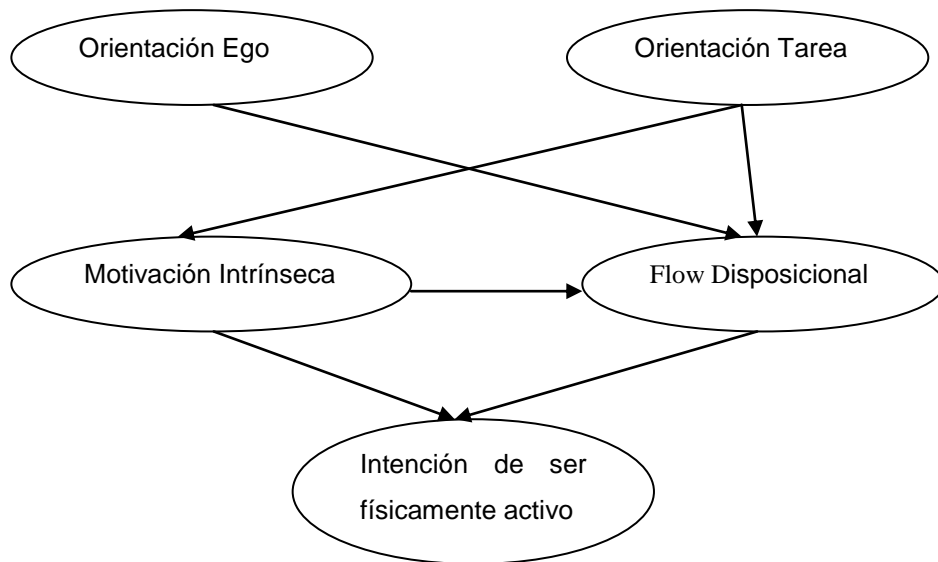 Orientación Ego
Orientación Tarea
Motivación Intrínseca
Flow Disposicional
Intención de ser
físicamente activo